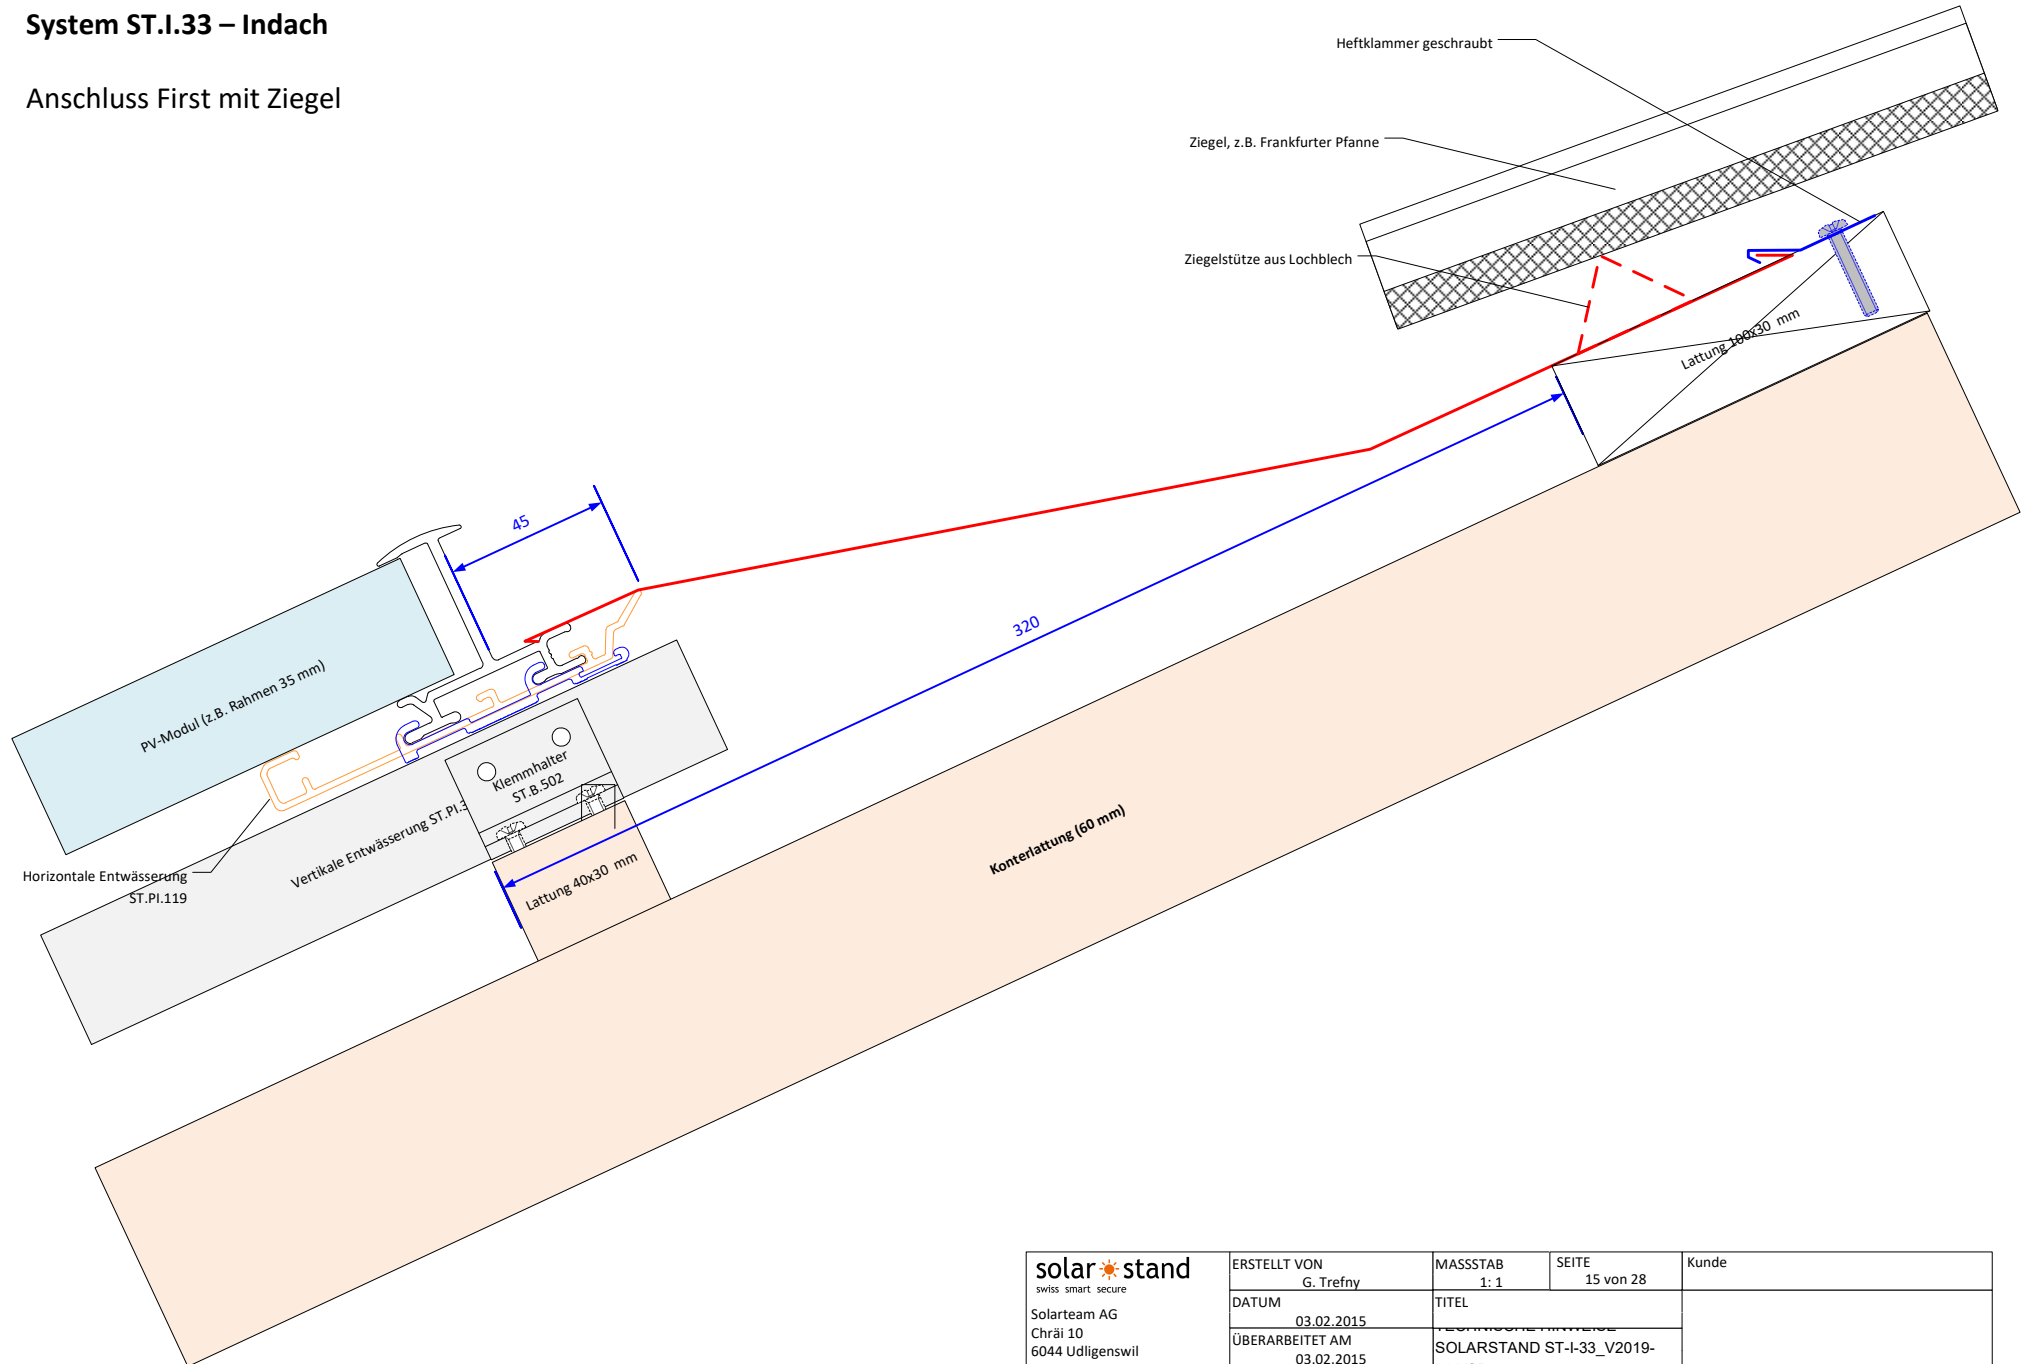 System ST.I.33 – Indach
Anschluss First mit Ziegel
Heftklammer geschraubt
Ziegel, z.B. Frankfurter Pfanne
Ziegelstütze aus Lochblech
Lattung 100x30 mm
45
320
PV-Modul (z.B. Rahmen 35 mm)
Klemmhalter
ST.B.502
Vertikale Entwässerung ST.PI.3
Horizontale Entwässerung
ST.PI.119
Lattung 40x30 mm
Konterlattung (60 mm)
solar stand
swiss smart secure
Solarteam AG
Chräi 10
6044 Udligenswil
ERSTELLT VON
G. Trefny
DATUM
03.02.2015
ÜBERARBEITET AM
03.02.2015
MASSSTAB
1: 1
SEITE
15 von 28
TITEL
SOLARSTAND ST-I-33_V2019-
Kunde